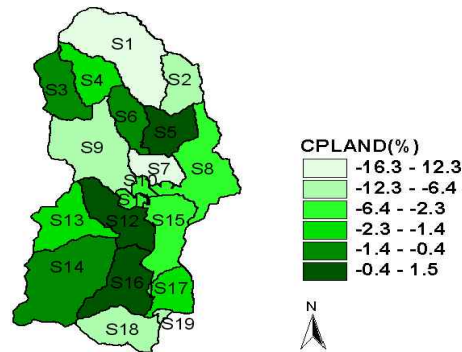 S1
S2
S3
S4
S5
S6
S7
S8
S9
S10
S12
S13
S14
S15
S16
S17
S18
S19
CPLAND(%)
-16.3 - 12.3
-12.3 - -6.4
-6.4 - -2.3
-2.3 - -1.4
-1.4 - -0.4
-0.4 - 1.5
N